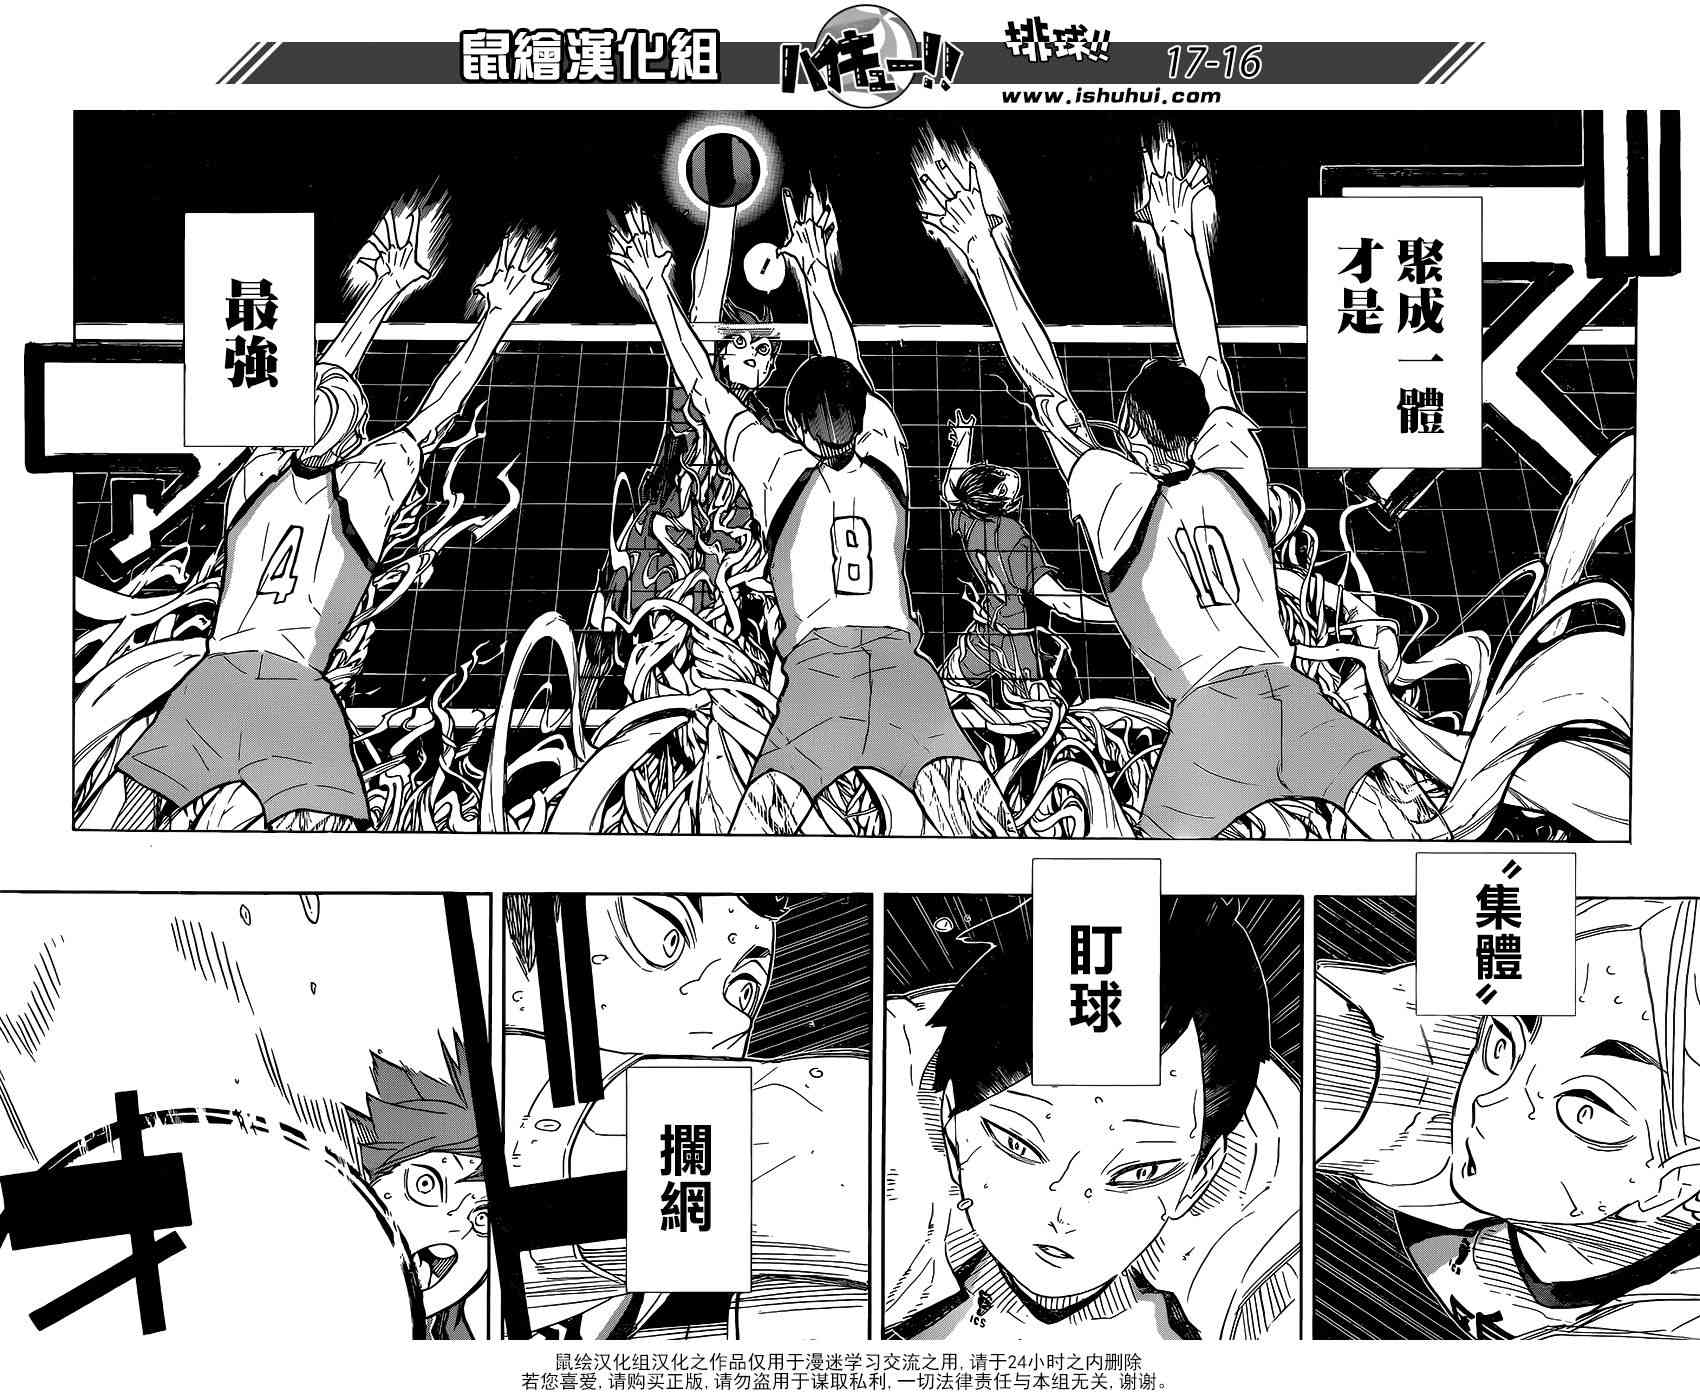 鼠繪漢化組
ハイキュー!!
排球!!
17-16
www.ishuhui.com
聚成一體
才是
最強
!
4
8
10
“集體”
盯球
攔網
ICS
鼠绘汉化组汉化之作品仅用于漫迷学习交流之用,请于24小时之内删除
若您喜爱,请购买正版,请勿盗用于谋取私利,一切法律责任与本组无关,谢谢。